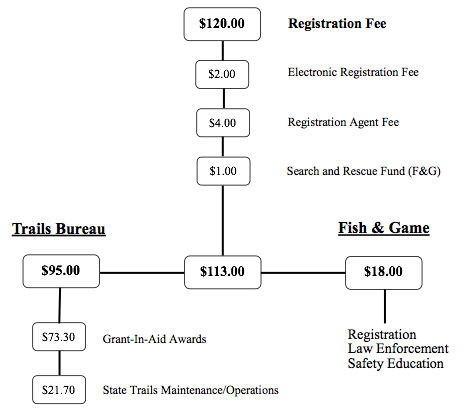 $120.00 Registration Fee
$2.00 Electronic Registration Fee
$4.00 Registration Agent Fee
$1.00 Search and Rescue Fund (F&G)
Trails Bureau Fish & Game
$95.00 $113.00 $18.00
$73.30 Grant-In-Aid Awards
Registration
Law Enforcement
Safety Education
$21.70 State Trails Maintenance/Operations